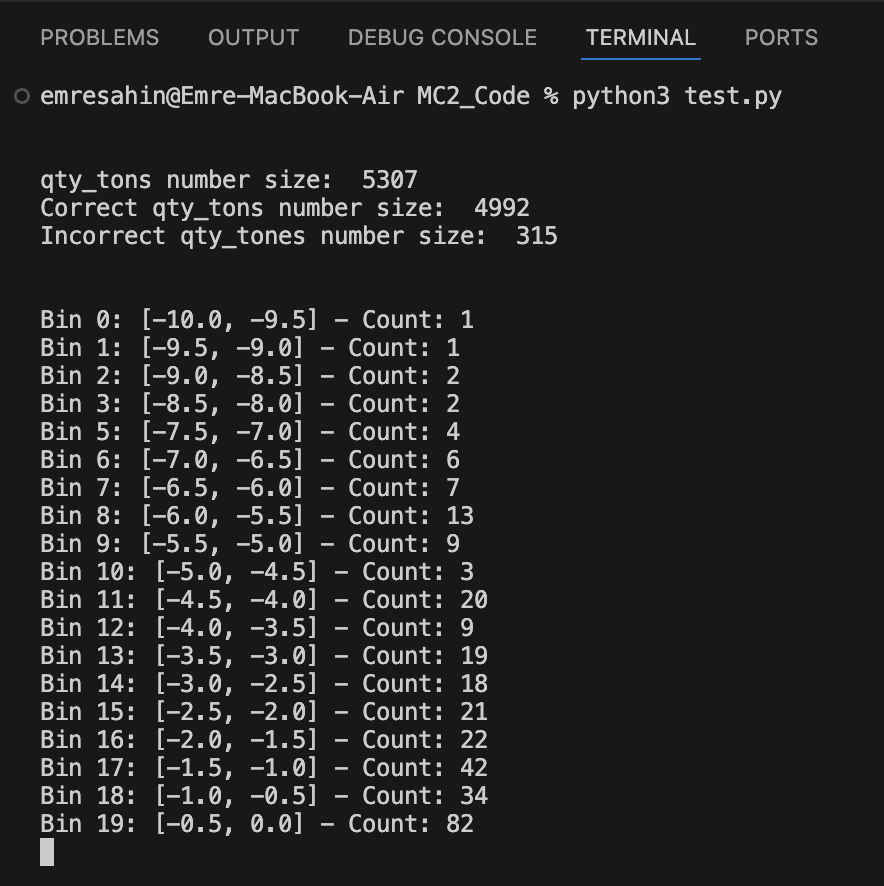 PROBLEMS OUTPUT DEBUG CONSOLE TERMINAL PORTS
emresahin@Emre-MacBook-Air MC2_Code % python3 test.py
qty_tons number size:  5307
Correct qty_tons number size:  4992
Incorrect qty_tones number size:  315
Bin 0: [-10.0, -9.5] - Count: 1
Bin 1: [-9.5, -9.0] - Count: 1
Bin 2: [-9.0, -8.5] - Count: 2
Bin 3: [-8.5, -8.0] - Count: 2
Bin 5: [-7.5, -7.0] - Count: 4
Bin 6: [-7.0, -6.5] - Count: 6
Bin 7: [-6.5, -6.0] - Count: 7
Bin 8: [-6.0, -5.5] - Count: 13
Bin 9: [-5.5, -5.0] - Count: 9
Bin 10: [-5.0, -4.5] - Count: 3
Bin 11: [-4.5, -4.0] - Count: 20
Bin 12: [-4.0, -3.5] - Count: 9
Bin 13: [-3.5, -3.0] - Count: 19
Bin 14: [-3.0, -2.5] - Count: 18
Bin 15: [-2.5, -2.0] - Count: 21
Bin 16: [-2.0, -1.5] - Count: 22
Bin 17: [-1.5, -1.0] - Count: 42
Bin 18: [-1.0, -0.5] - Count: 34
Bin 19: [-0.5, 0.0] - Count: 82